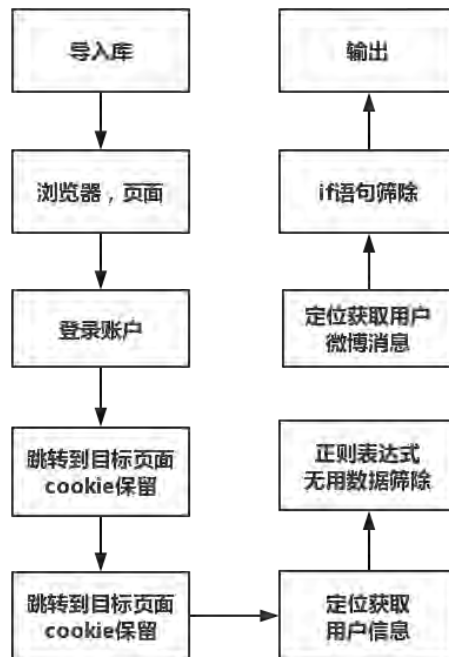 导入库
浏览器，页面
登录账户
跳转到目标页面
cookie保留
跳转到目标页面
cookie保留
定位获取
用户信息
正则表达式
无用数据筛除
定位获取用户
微博消息
if语句筛除
输出